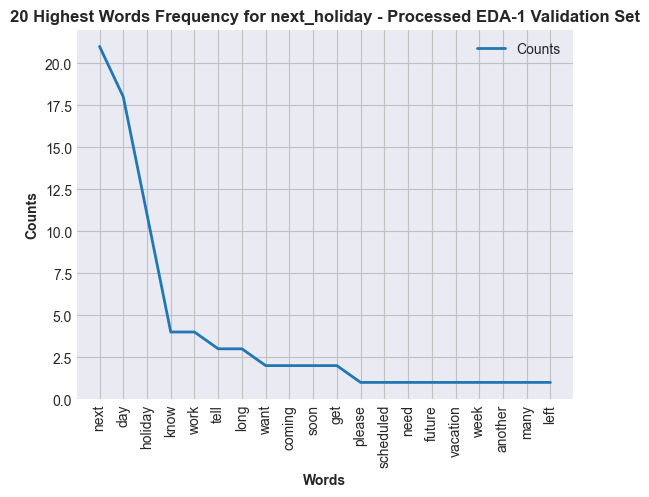 20 Highest Words Frequency for next_holiday - Processed EDA-1 Validation Set
Counts
20.0
17.5
15.0
12.5
10.0
7.5
5.0
2.5
0.0
Counts
next
day
holiday
know
work
tell
long
want
coming
soon
get
please
scheduled
need
future
vacation
week
another
many
left
Words